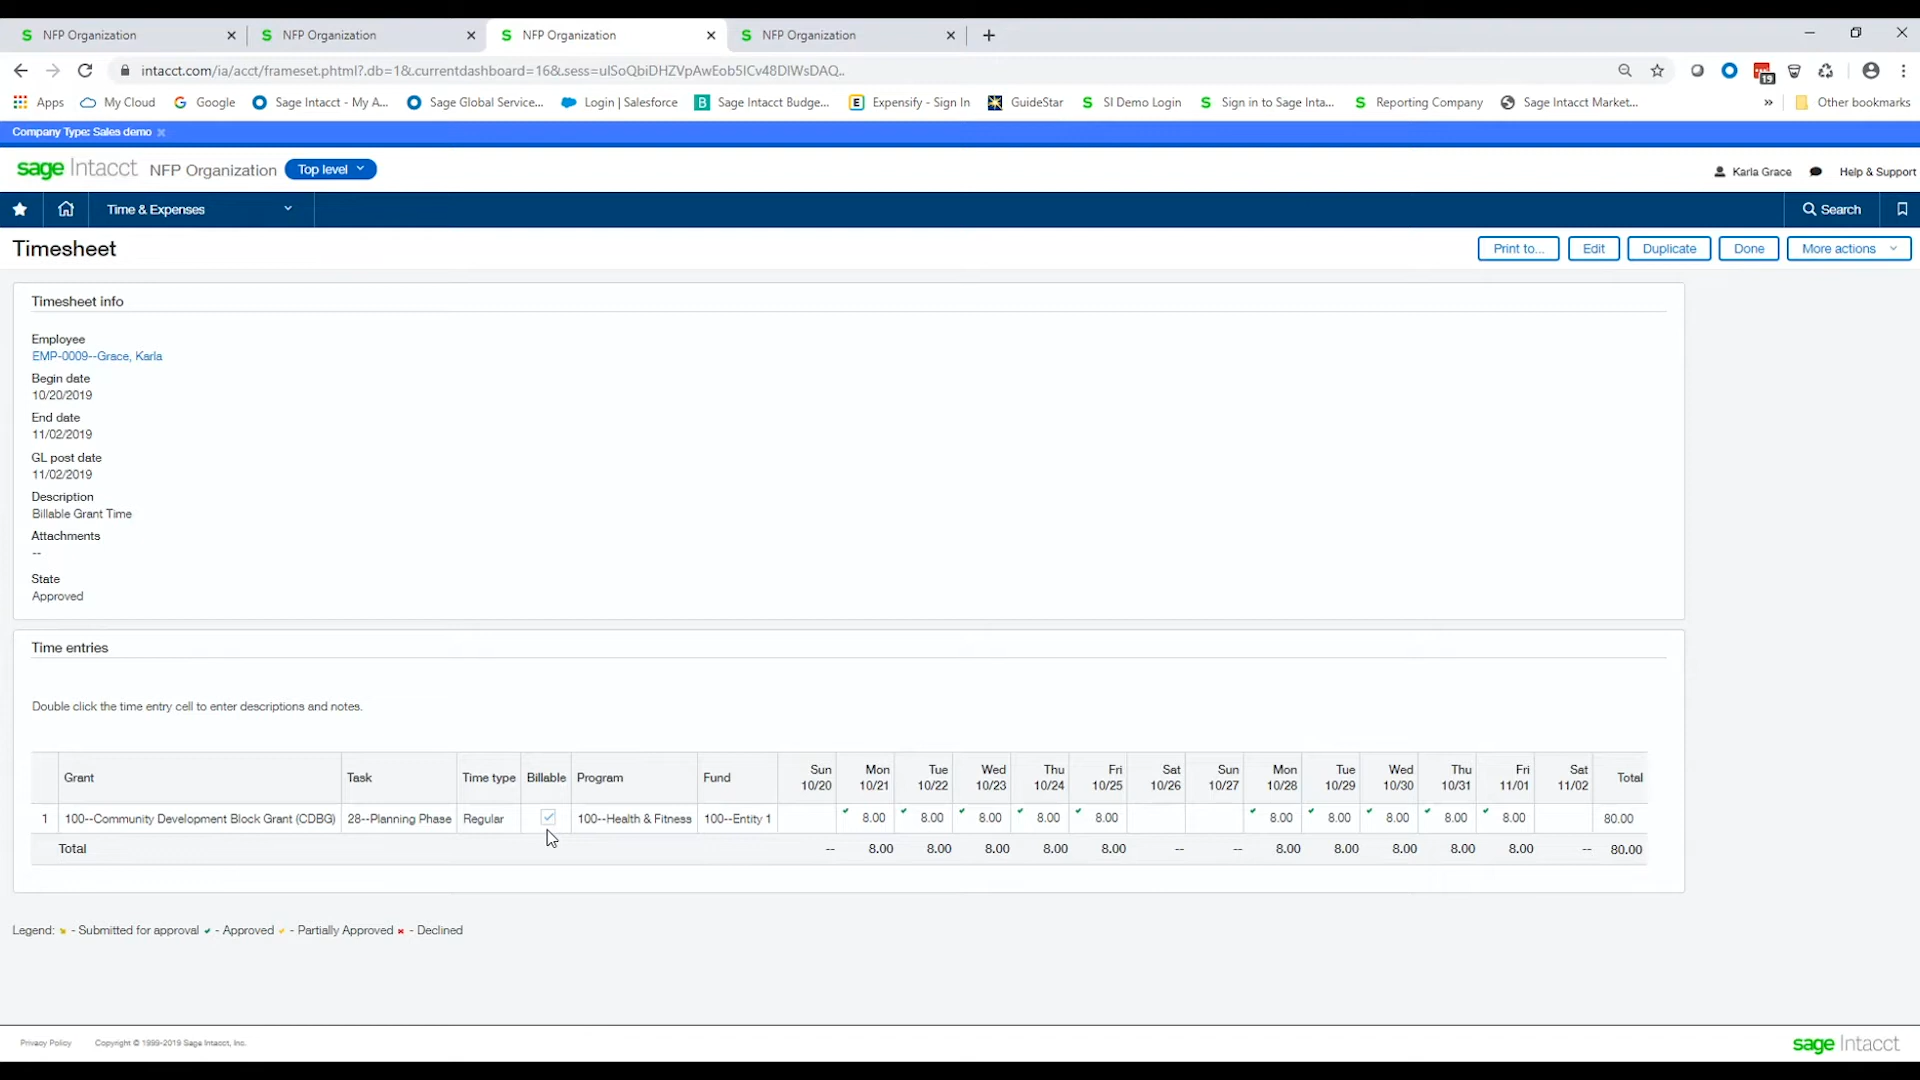 S NFP Organization S NFP Organization S NFP Organization S NFP Organization
intacct.com/ia/acct/frameset.phtml?.db=1&.currentdashboard=16&.sess=ulSoQbiDHZVpAwEob5ICv48DlWsDAQ..
19
Apps My Cloud Google Sage Intacct - My A... Sage Global Service... Login | Salesforce B Sage Intacct Budge... E Expensify - Sign In GuideStar S SI Demo Login S Sign in to Sage Inta... S Reporting Company Sage Intacct Market... » Other bookmarks
Company Type: Sales demo
sage Intacct NFP Organization Top level Karla Grace Help & Support
Time & Expenses Search
Timesheet Print to... Edit Duplicate Done More actions
Timesheet info
Employee
EMP-0009--Grace, Karla
Begin date
10/20/2019
End date
11/02/2019
GL post date
11/02/2019
Description
Billable Grant Time
Attachments
--
State
Approved
Time entries
Double click the time entry cell to enter descriptions and notes.
Grant Task Time type Billable Program Fund Sun 10/20 Mon 10/21 Tue 10/22 Wed 10/23 Thu 10/24 Fri 10/25 Sat 10/26 Sun 10/27 Mon 10/28 Tue 10/29 Wed 10/30 Thu 10/31 Fri 11/01 Sat 11/02 Total
1 100--Community Development Block Grant (CDBG) 28--Planning Phase Regular 100--Health & Fitness 100--Entity 1 8.00 8.00 8.00 8.00 8.00 8.00 8.00 8.00 8.00 8.00 80.00
Total -- 8.00 8.00 8.00 8.00 8.00 -- -- 8.00 8.00 8.00 8.00 8.00 -- 80.00
Legend: - Submitted for approval - Approved - Partially Approved - Declined
Privacy Policy Copyright © 1999-2019 Sage Intacct, Inc. sage Intacct